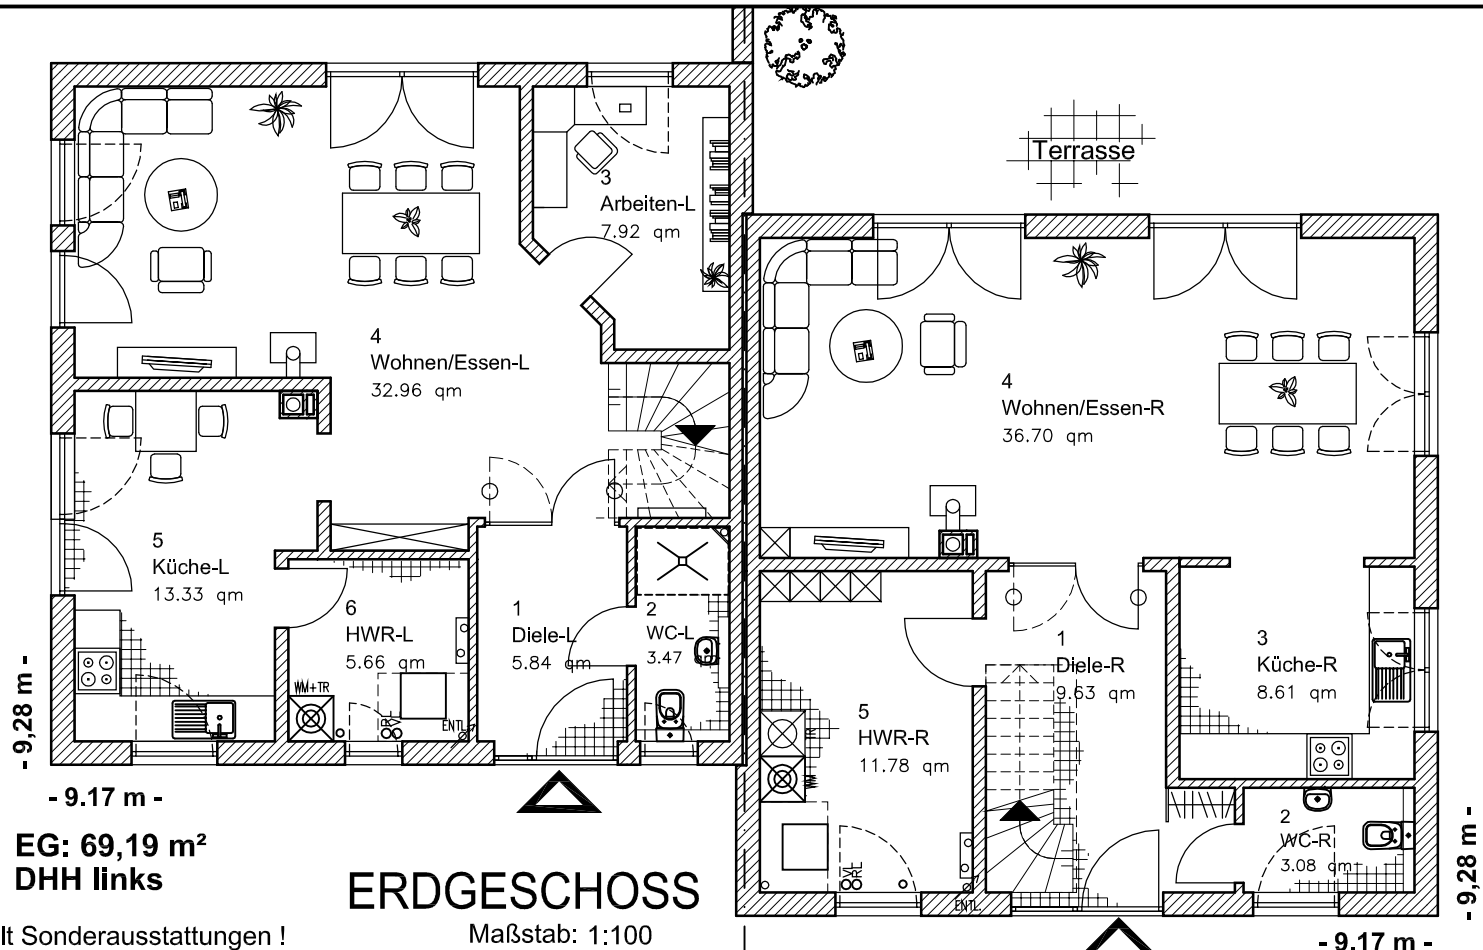 Terrasse
3
Arbeiten-L
7.92 qm
4
Wohnen/Essen-L
32.96 qm
4
Wohnen/Essen-R
36.70 qm
5
Küche-L
13.33 qm
6
HWR-L
5.66 qm
1
Diele-L
5.84 qm
2
WC-L
3.47 qm
WM+TR
ENTL.
1
Diele-R
9.63 qm
3
Küche-R
8.61 qm
5
HWR-R
11.78 qm
2
WC-R
3.08 qm
ENTL.
- 9,28 m -
- 9.17 m -
EG: 69,19 m²
DHH links
ERDGESCHOSS
Maßstab: 1:100
lt Sonderausstattungen !
- 9,28 m -
- 9.17 m -